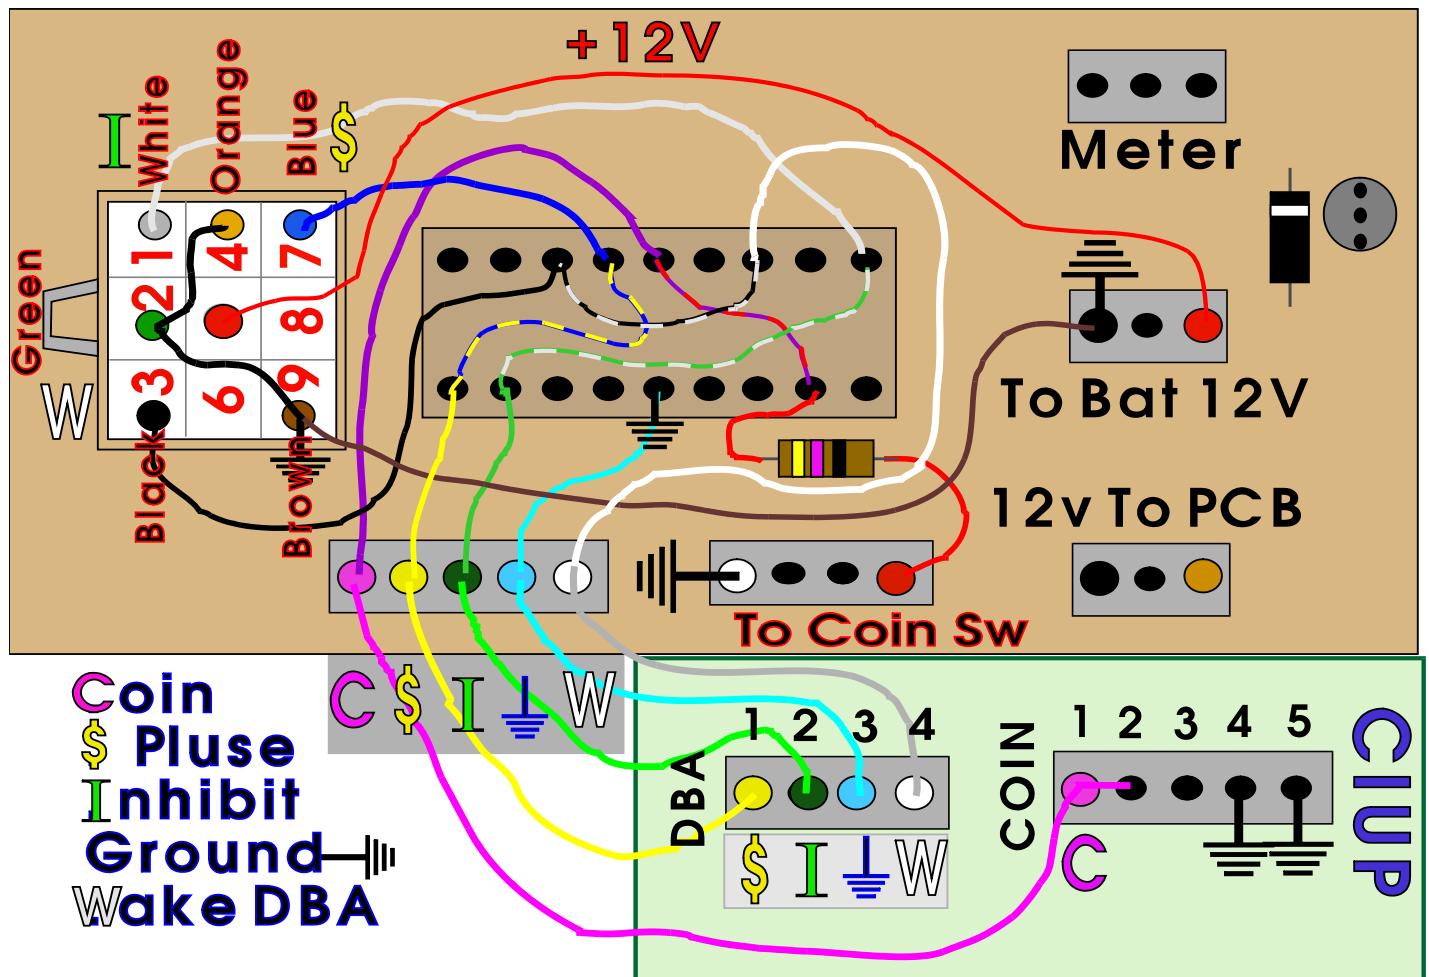 +12V
White
Orange
Blue
I
$
Meter
1
4
7
Green
2
8
3
6
9
W
To Bat 12V
Black
Brown
12v To PCB
To Coin Sw
C $ I W
Coin
$ Pluse
Inhibit
Ground
Wake DBA
DBA
1 2 3 4
$ I W
COIN
1 2 3 4 5
C
CIUP